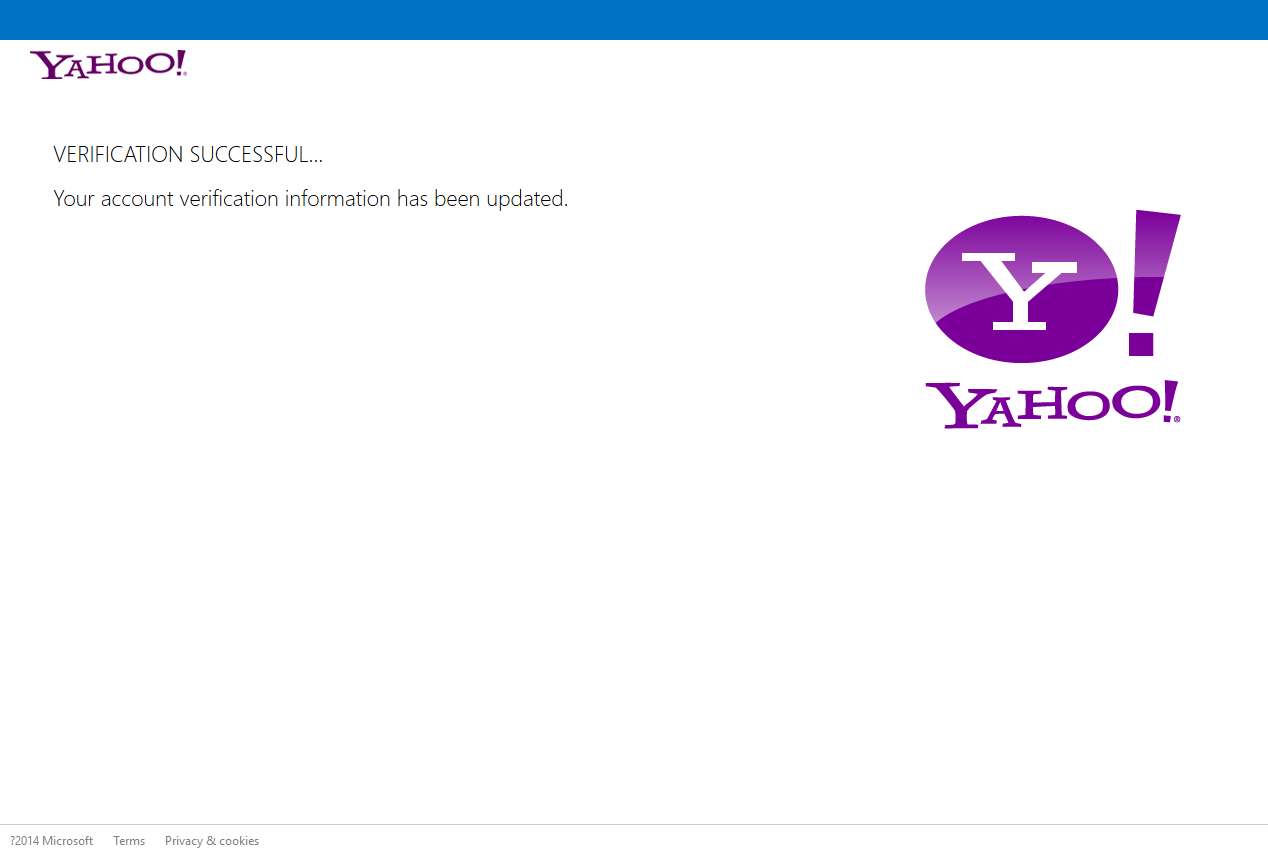 YAHOO!®
VERIFICATION SUCCESSFUL...
Your account verification information has been updated.
Y!
YAHOO!®
?2014 Microsoft Terms Privacy & cookies